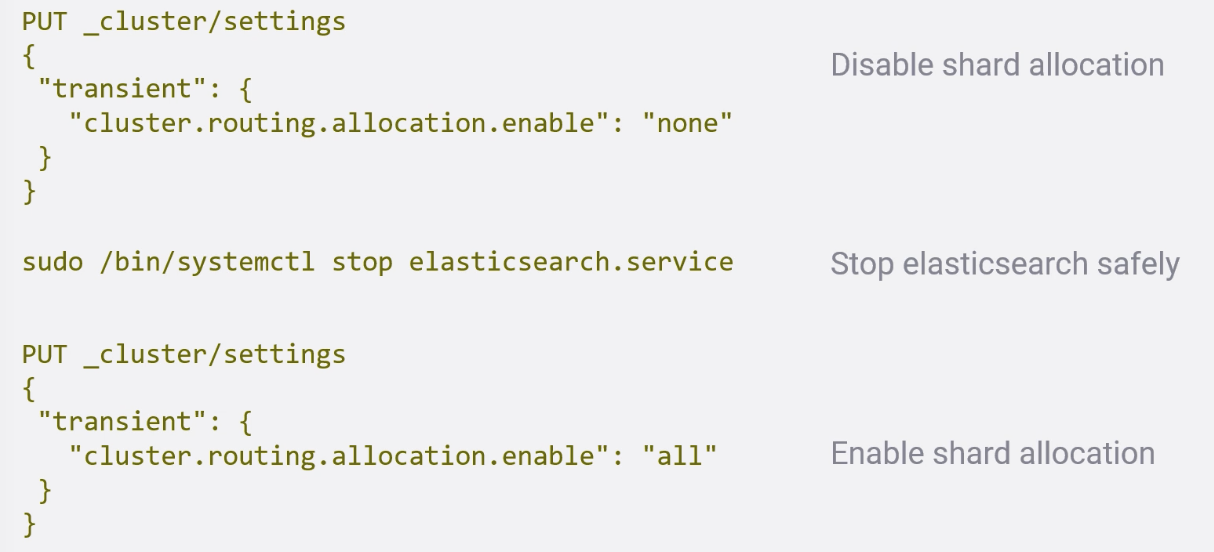 PUT _cluster/settings
{
 "transient": {
   "cluster.routing.allocation.enable": "none"
 }
}
Disable shard allocation
sudo /bin/systemctl stop elasticsearch.service
Stop elasticsearch safely
PUT _cluster/settings
{
 "transient": {
   "cluster.routing.allocation.enable": "all"
 }
}
Enable shard allocation